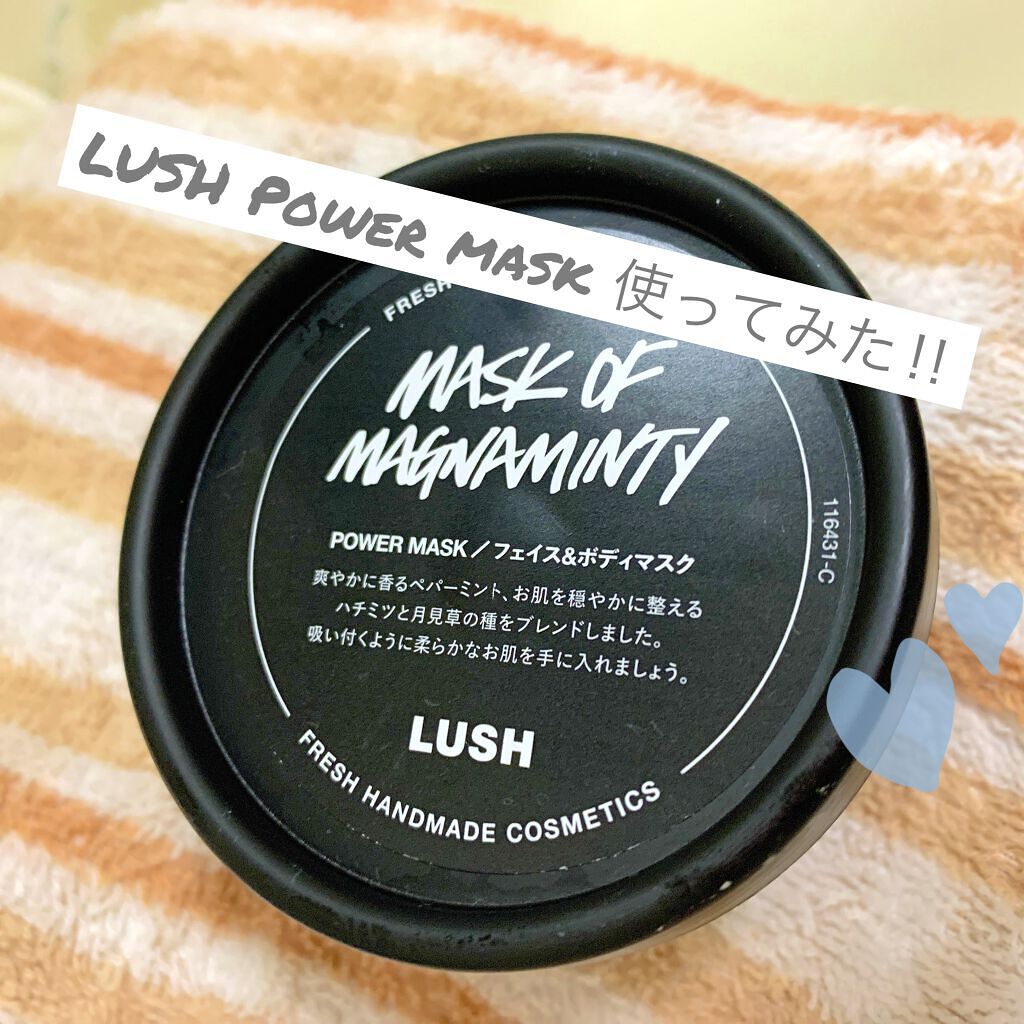 LUSH POWER MASK 使ってみた!!
FRESH
MASK OF
MAGNAMINTY
POWER MASK/フェイス&ボディマスク
爽やかに香るペパーミント、お肌を穏やかに整える
ハチミツと月見草の種をブレンドしました。
吸い付くように柔らかなお肌を手に入れましょう。
LUSH
FRESH HANDMADE COSMETICS
116431-C